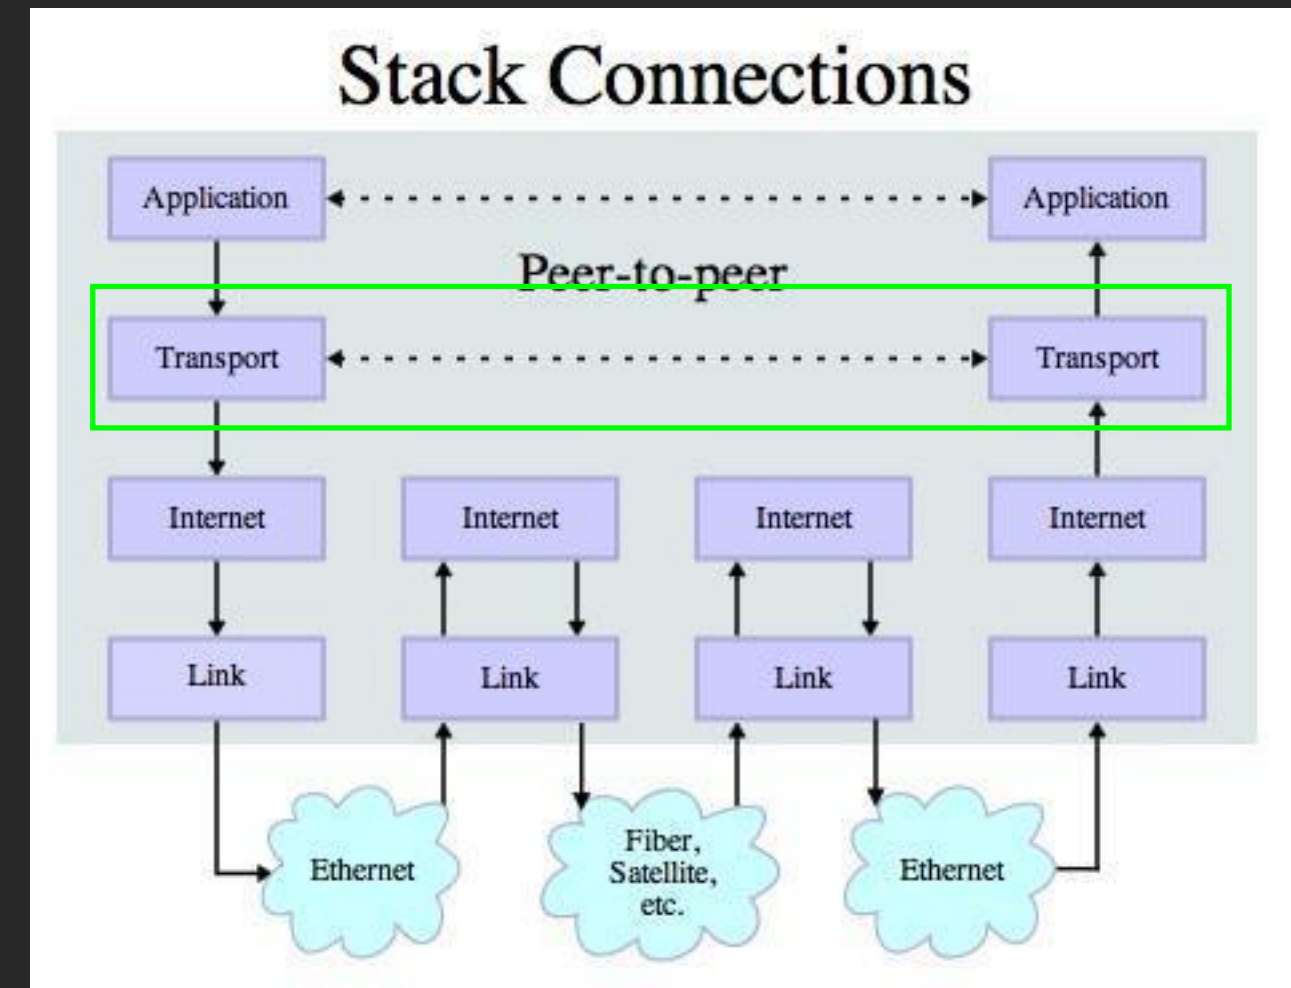 Stack Connections
Application
Application
Peer-to-peer
Transport
Transport
Internet
Internet
Internet
Internet
Link
Link
Link
Link
Ethernet
Fiber,
Satellite,
etc.
Ethernet